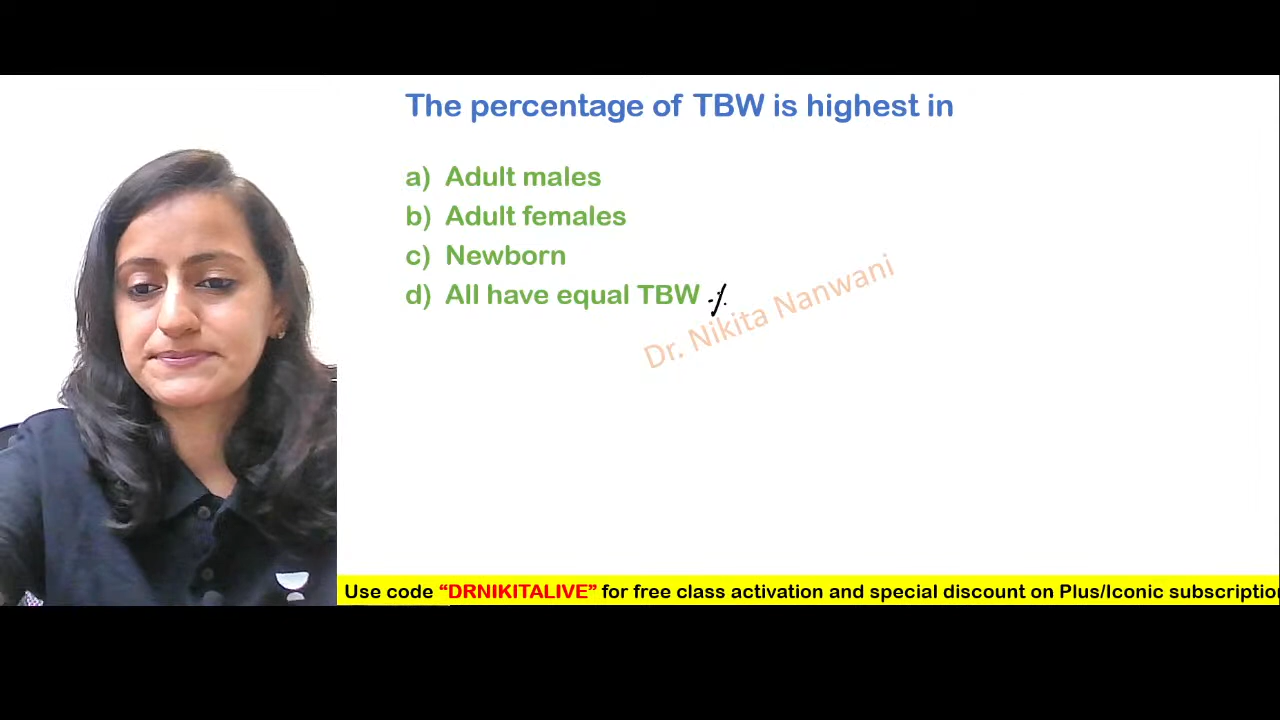 The percentage of TBW is highest in
a) Adult males
b) Adult females
c) Newborn
d) All have equal TBW %
Dr. Nikita Nanwani
Use code “DRNIKITALIVE” for free class activation and special discount on Plus/Iconic subscription